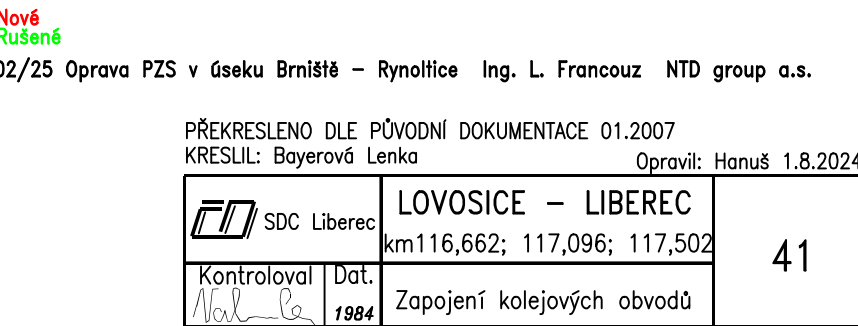 Nové
Rušené
02/25 Oprava PZS v úseku Brniště – Rynoltice Ing. L. Francouz NTD group a.s.
PŘEKRESLENO DLE PŮVODNÍ DOKUMENTACE 01.2007
KRESLIL: Bayerová Lenka
Opravil: Hanuš 1.8.2024
SDC Liberec
LOVOSICE – LIBEREC
km116,662; 117,096; 117,502
41
Kontroloval
Dat.
1984
Zapojení kolejových obvodů